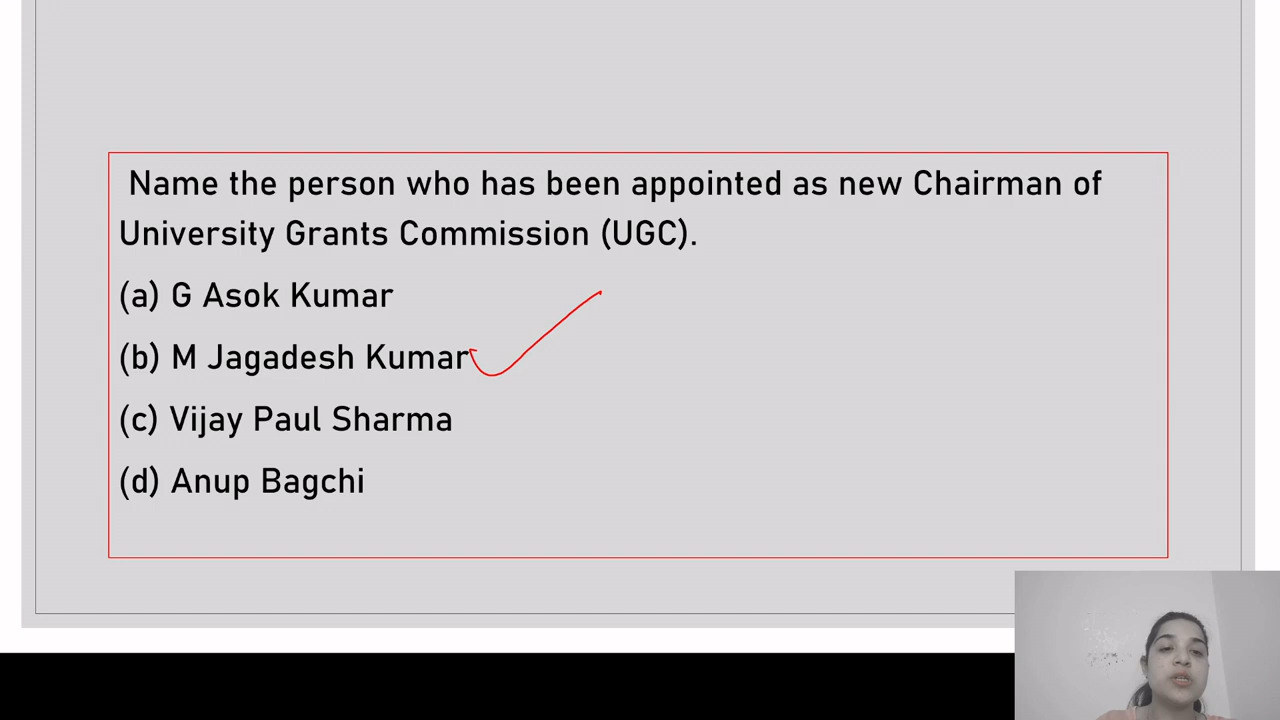 Name the person who has been appointed as new Chairman of
University Grants Commission (UGC).
(a) G Asok Kumar
(b) M Jagadesh Kumar
(c) Vijay Paul Sharma
(d) Anup Bagchi